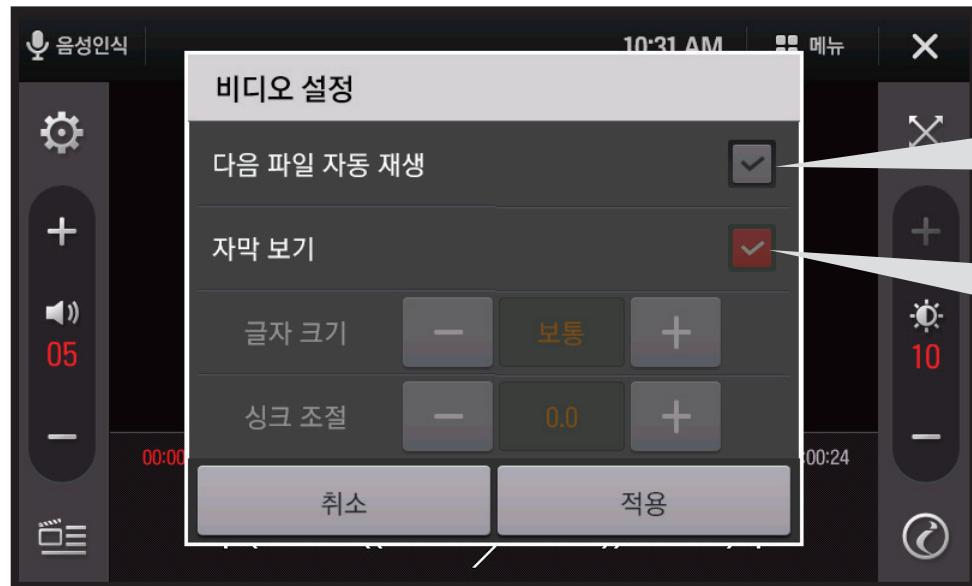 음성인식
10:31 AM
메뉴
비디오 설정
다음 파일 자동 재생
자막 보기
글자 크기
보통
05
10
싱크 조절
0.0
00:00
:00:24
취소
적용